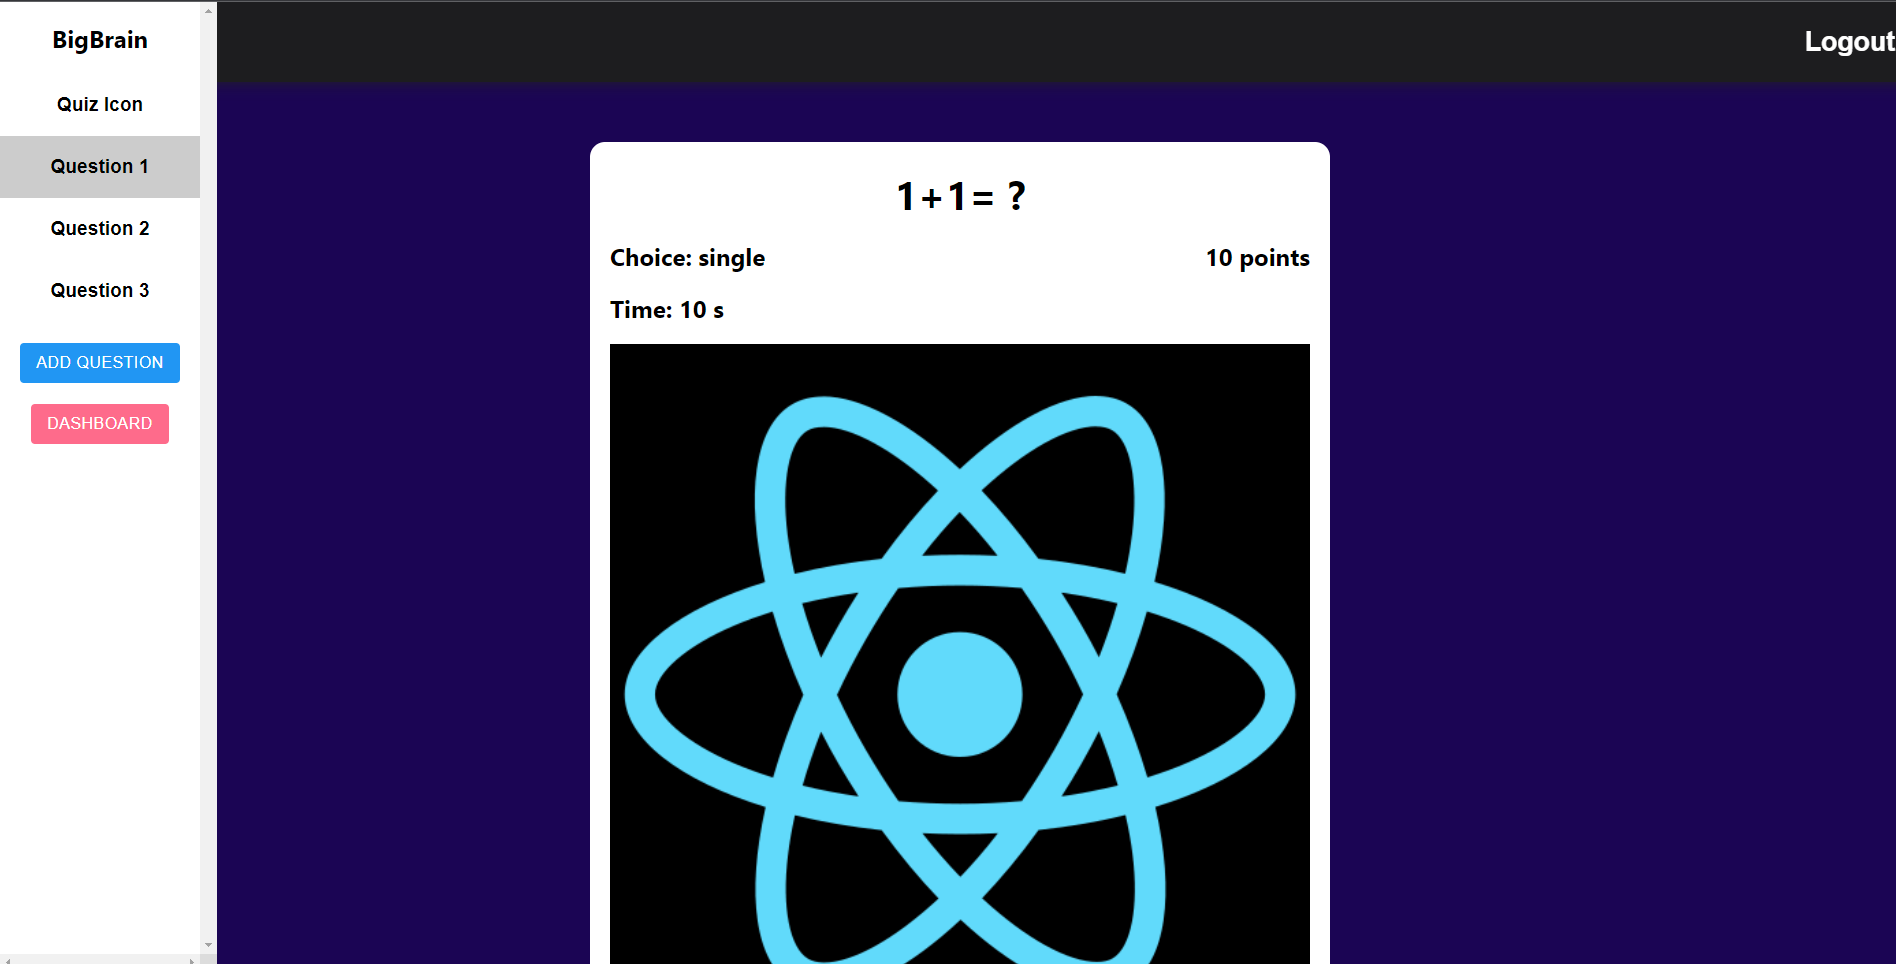 BigBrain
Quiz Icon
Question 1
Question 2
Question 3
ADD QUESTION
DASHBOARD
Logout
1+1= ?
Choice: single
10 points
Time: 10 s